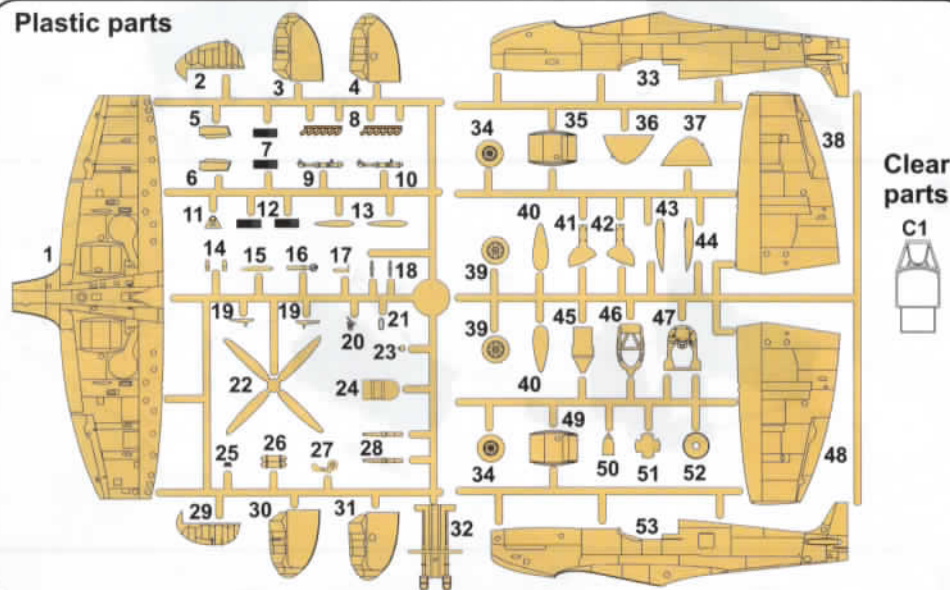 Plastic parts
2 3 4 33
5 8 34 35 36 37 38
7
6 9 10
Clear
parts
C1
11 12 13 40 41 42 43 44
1 14 15 16 17 18 39
19 19 20 21 45 46 47
23 39
22 24 40
49
25 26 27 28 34 50 51 52 48
29 30 31 32 53